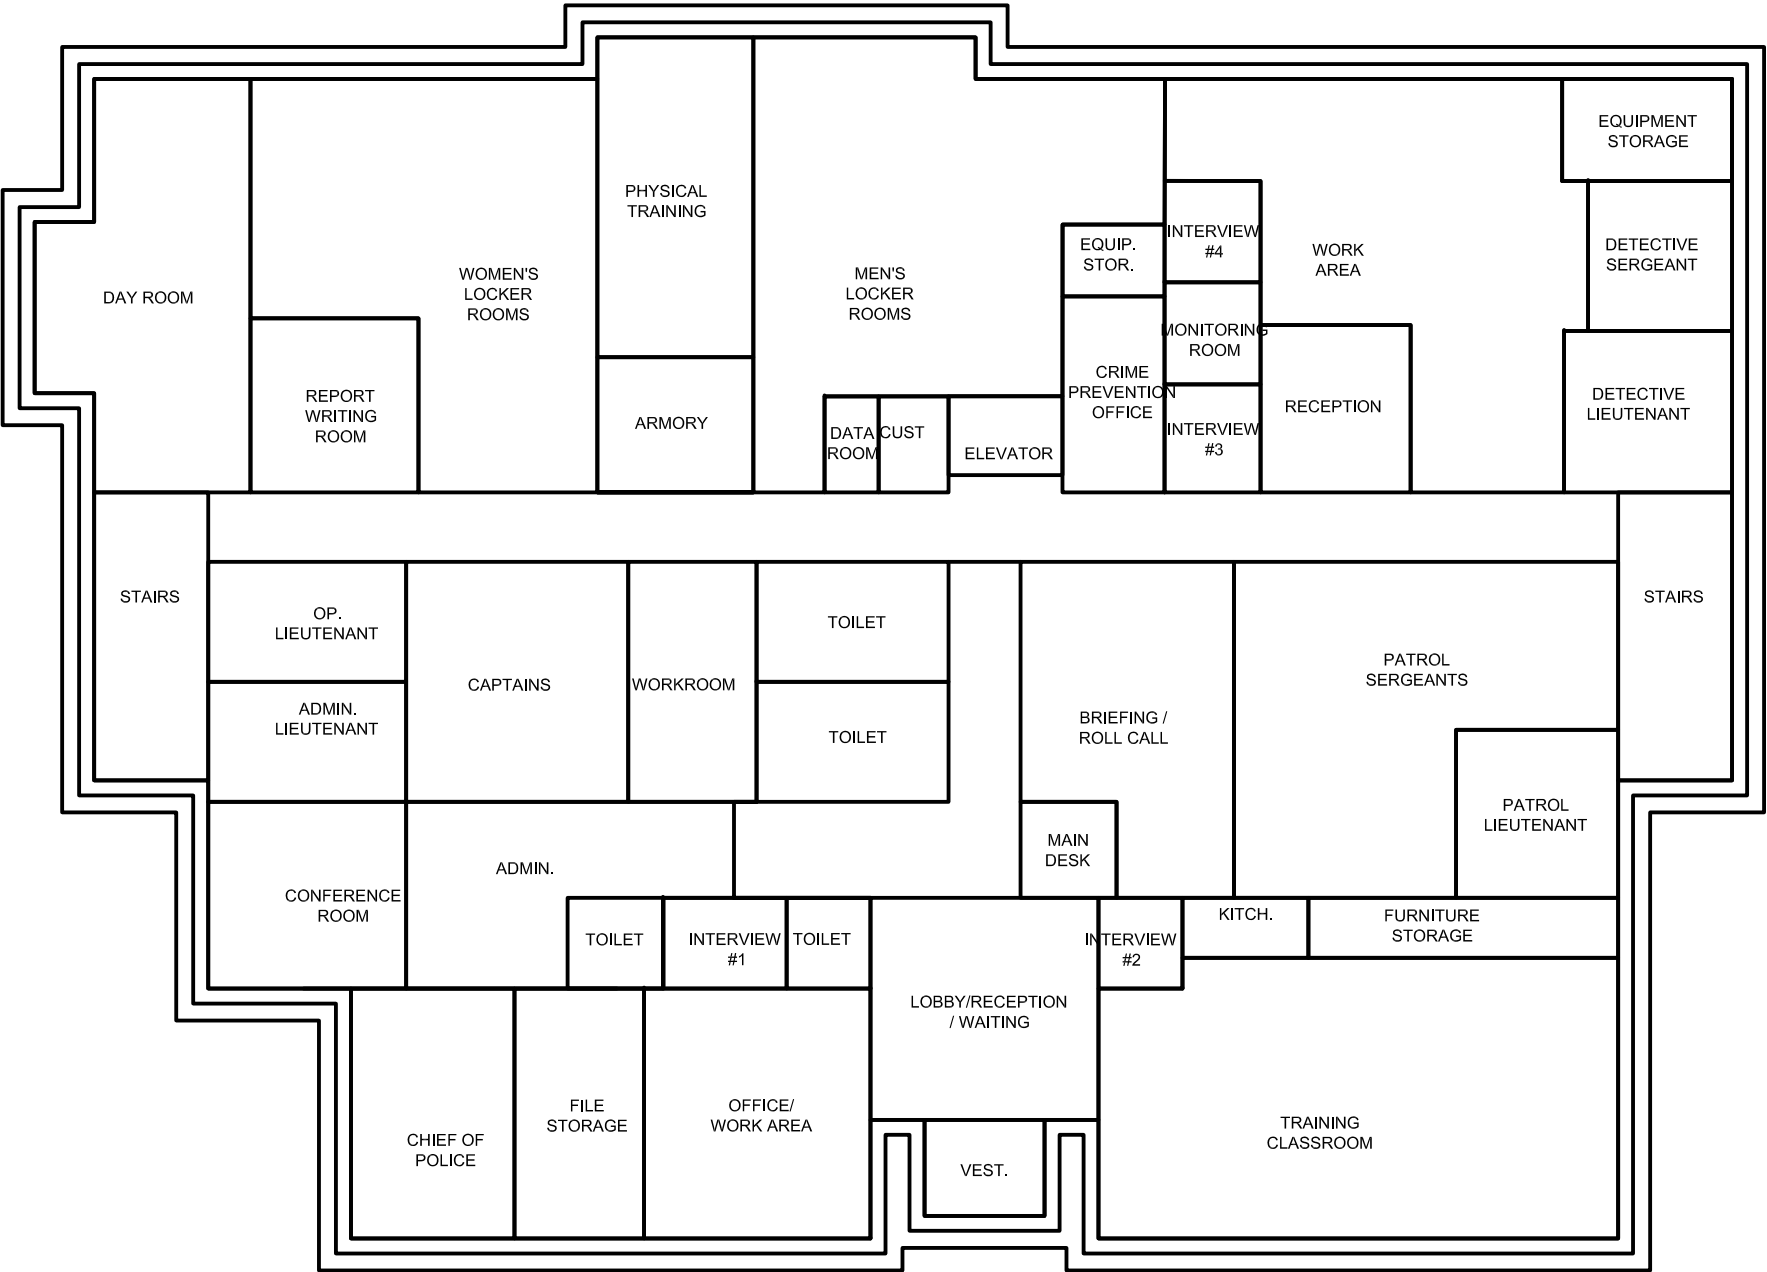 EQUIPMENT
STORAGE
PHYSICAL
TRAINING
INTERVIEW
#4
EQUIP.
STOR.
WORK
AREA
DETECTIVE
SERGEANT
DAY ROOM
WOMEN'S
LOCKER
ROOMS
MEN'S
LOCKER
ROOMS
MONITORING
ROOM
CRIME
PREVENTION
OFFICE
REPORT
WRITING
ROOM
ARMORY
DATA
ROOM
CUST
ELEVATOR
INTERVIEW
#3
RECEPTION
DETECTIVE
LIEUTENANT
STAIRS
OP.
LIEUTENANT
ADMIN.
LIEUTENANT
CAPTAINS
WORKROOM
TOILET
TOILET
BRIEFING /
ROLL CALL
PATROL
SERGEANTS
STAIRS
PATROL
LIEUTENANT
MAIN
DESK
CONFERENCE
ROOM
ADMIN.
TOILET
INTERVIEW
#1
TOILET
INTERVIEW
#2
KITCH.
FURNITURE
STORAGE
LOBBY/RECEPTION
/ WAITING
CHIEF OF
POLICE
FILE
STORAGE
OFFICE/
WORK AREA
VEST.
TRAINING
CLASSROOM